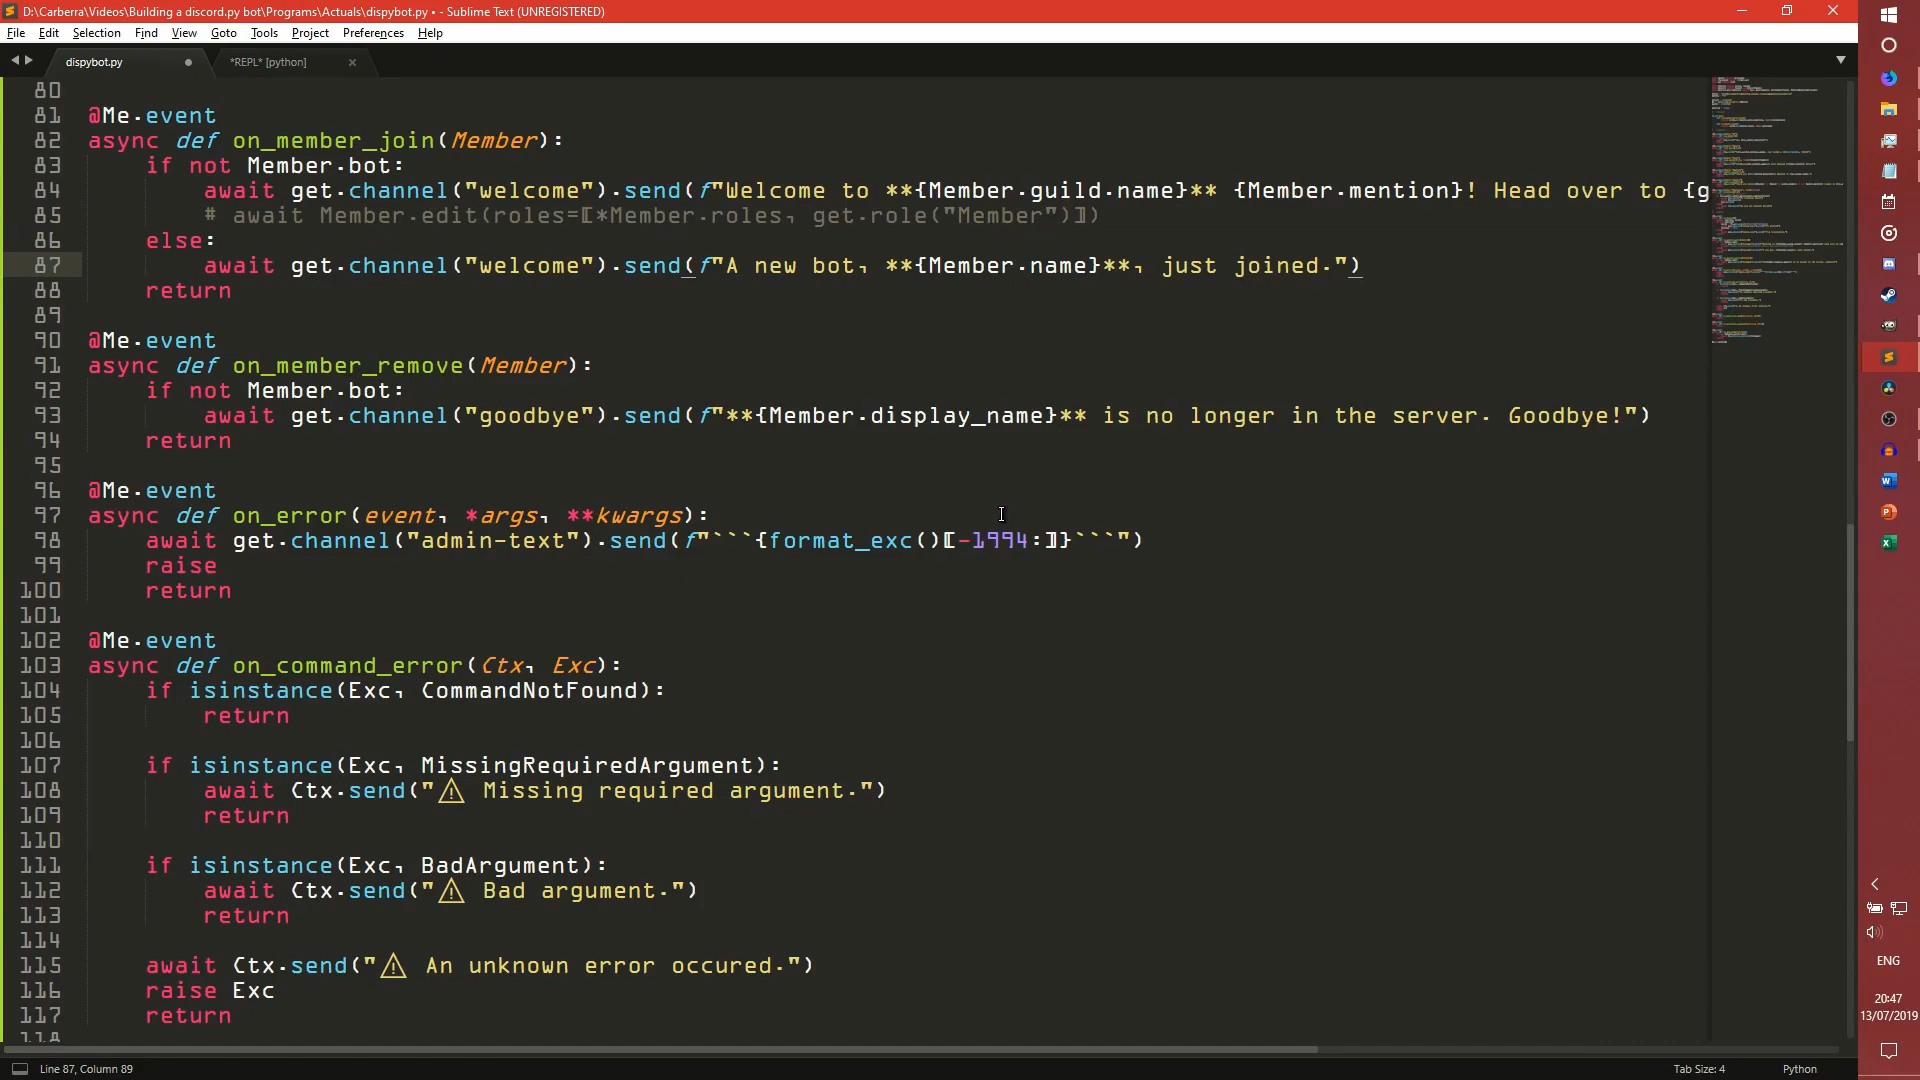 D:\Carberra\Videos\Building a discord.py bot\Programs\Actuals\dispybot.py • - Sublime Text (UNREGISTERED)
File Edit Selection Find View Goto Tools Project Preferences Help
dispybot.py
*REPL* [python]
80
81 @Me.event
82 async def on_member_join(Member):
83 if not Member.bot:
84 await get.channel("welcome").send(f"Welcome to **{Member.guild.name}** {Member.mention}! Head over to {g
85 # await Member.edit(roles=[*Member.roles, get.role("Member")])
86 else:
87 await get.channel("welcome").send(f"A new bot, **{Member.name}**, just joined.")
88 return
89
90 @Me.event
91 async def on_member_remove(Member):
92 if not Member.bot:
93 await get.channel("goodbye").send(f"**{Member.display_name}** is no longer in the server. Goodbye!")
94 return
95
96 @Me.event
97 async def on_error(event, *args, **kwargs):
98 await get.channel("admin-text").send(f"```{format_exc()[-1994:]}```")
99 raise
100 return
101
102 @Me.event
103 async def on_command_error(Ctx, Exc):
104 if isinstance(Exc, CommandNotFound):
105 return
106
107 if isinstance(Exc, MissingRequiredArgument):
108 await Ctx.send("⚠ Missing required argument.")
109 return
110
111 if isinstance(Exc, BadArgument):
112 await Ctx.send("⚠ Bad argument.")
113 return
114
115 await Ctx.send("⚠ An unknown error occured.")
116 raise Exc
117 return
118
ENG
20:47
13/07/2019
Line 87, Column 89
Tab Size: 4
Python